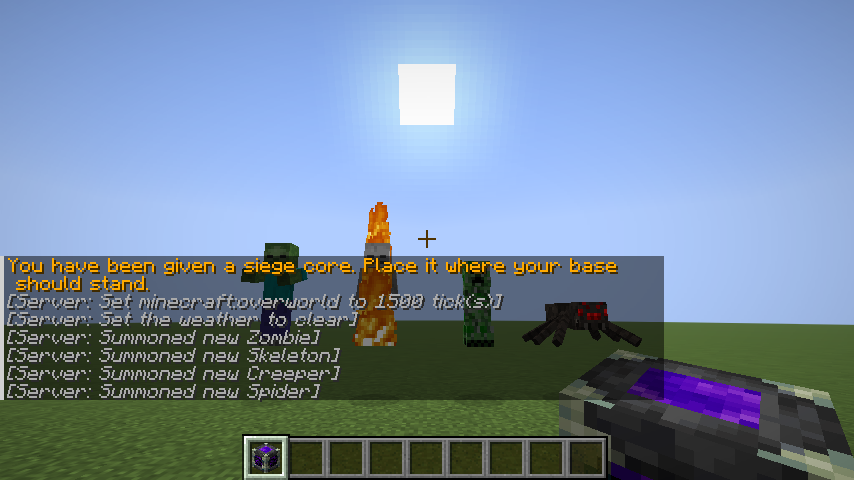 You have been given a siege core. Place it where your base
should stand.
[Server: Set minecraft:overworld to 1500 tick(s)]
[Server: Set the weather to clear]
[Server: Summoned new Zombie]
[Server: Summoned new Skeleton]
[Server: Summoned new Creeper]
[Server: Summoned new Spider]